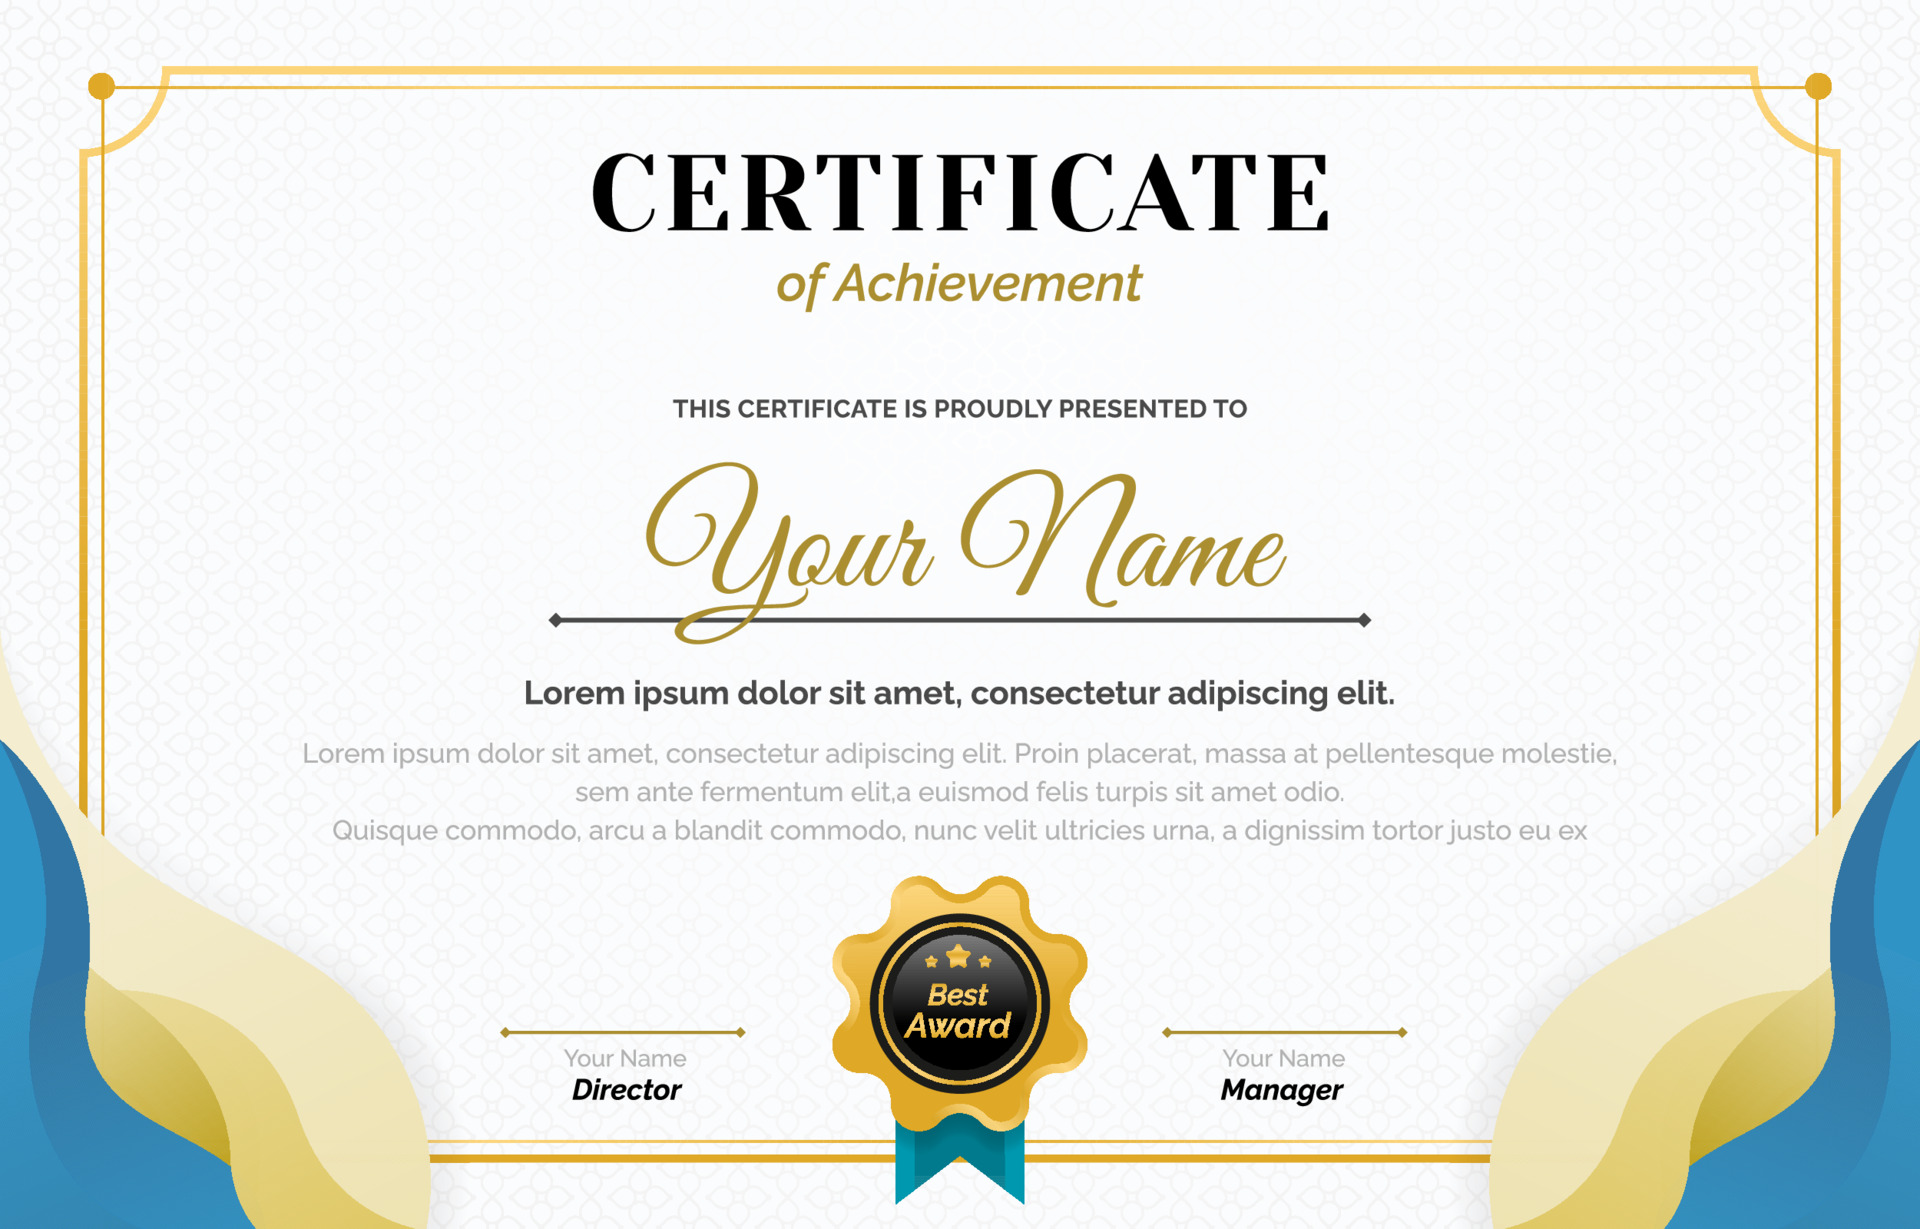 CERTIFICATE
of Achievement
THIS CERTIFICATE IS PROUDLY PRESENTED TO
Your Name
Lorem ipsum dolor sit amet, consectetur adipiscing elit.
Lorem ipsum dolor sit amet, consectetur adipiscing elit. Proin placerat, massa at pellentesque molestie,
sem ante fermentum elit,a euismod felis turpis sit amet odio.
Quisque commodo, arcu a blandit commodo, nunc velit ultricies urna, a dignissim tortor justo eu ex
Best
Award
Your Name
Director
Your Name
Manager